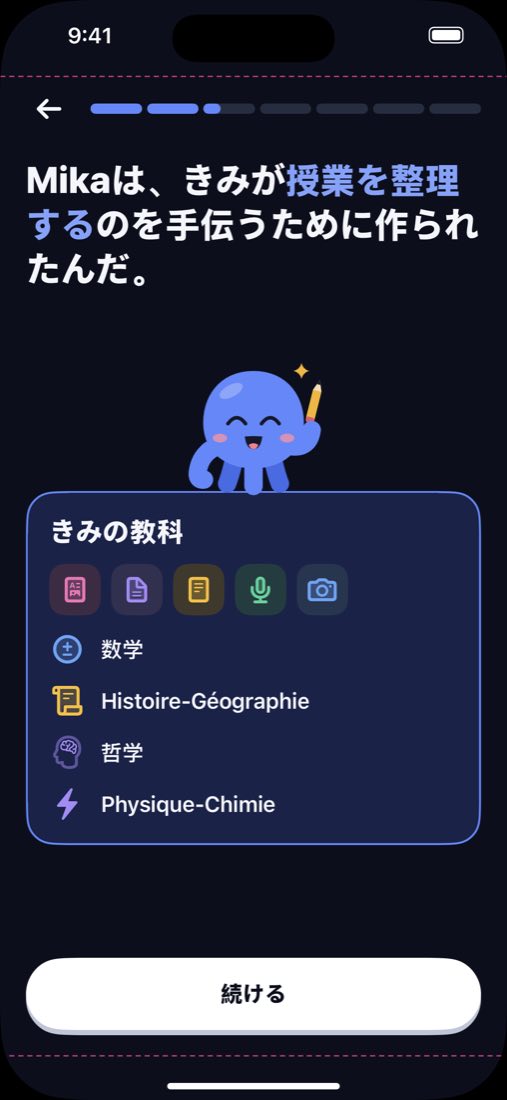 9:41
Mikaは、きみが授業を整理
するのを手伝うために作られ
たんだ。
きみの教科
数学
Histoire-Géographie
哲学
Physique-Chimie
続ける